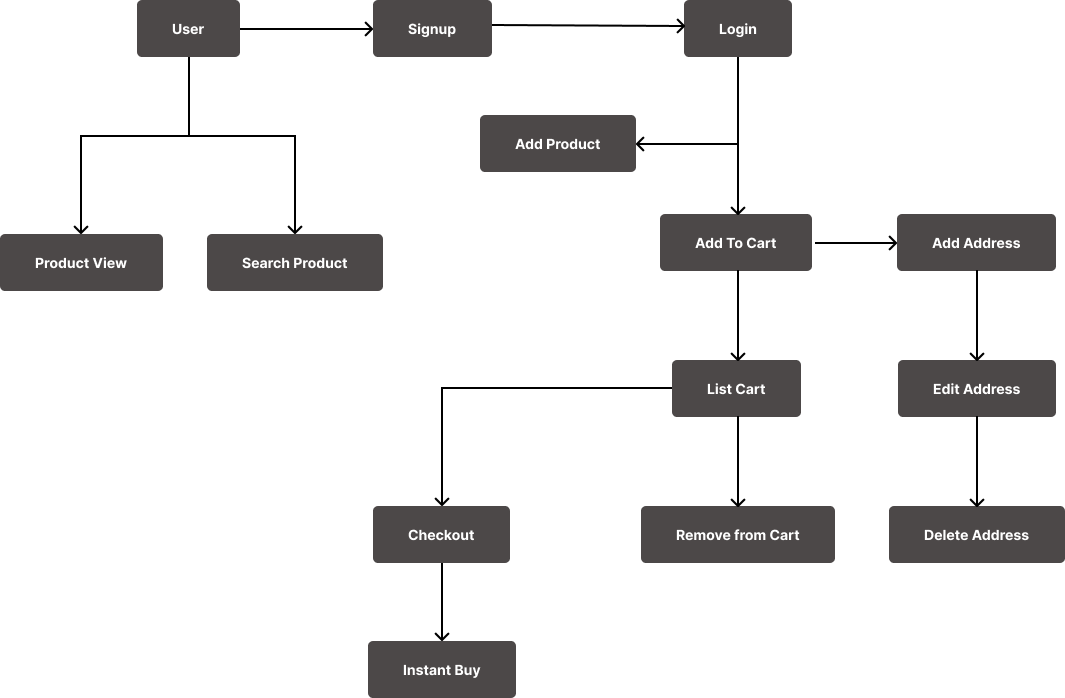 User
Signup
Login
Add Product
Add To Cart
Add Address
Product View
Search Product
List Cart
Edit Address
Checkout
Remove from Cart
Delete Address
Instant Buy